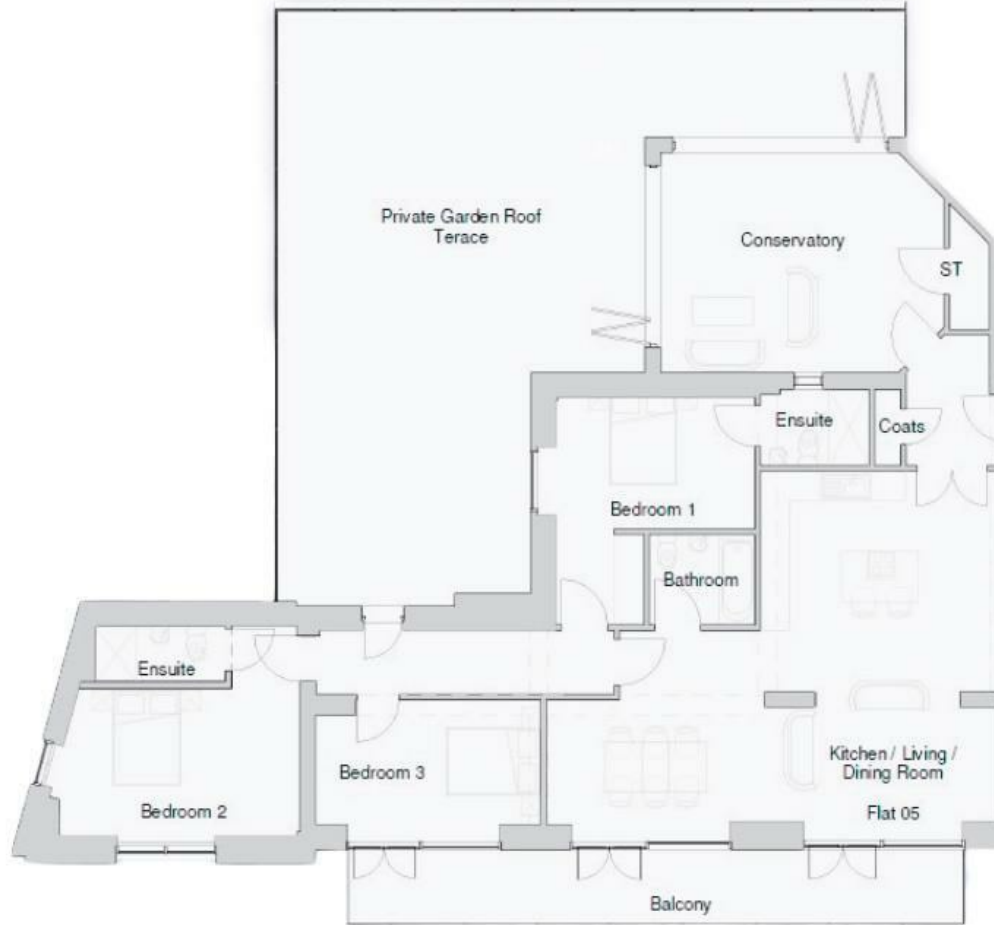 Private Garden Roof
Terace
Conservatory
ST
Ensuite
Coats
Bedroom 1
Bathroom
Ensuite
Bedroom 2
Bedroom 3
Kitchen / Living /
Dining Room
Flat 05
Balcony